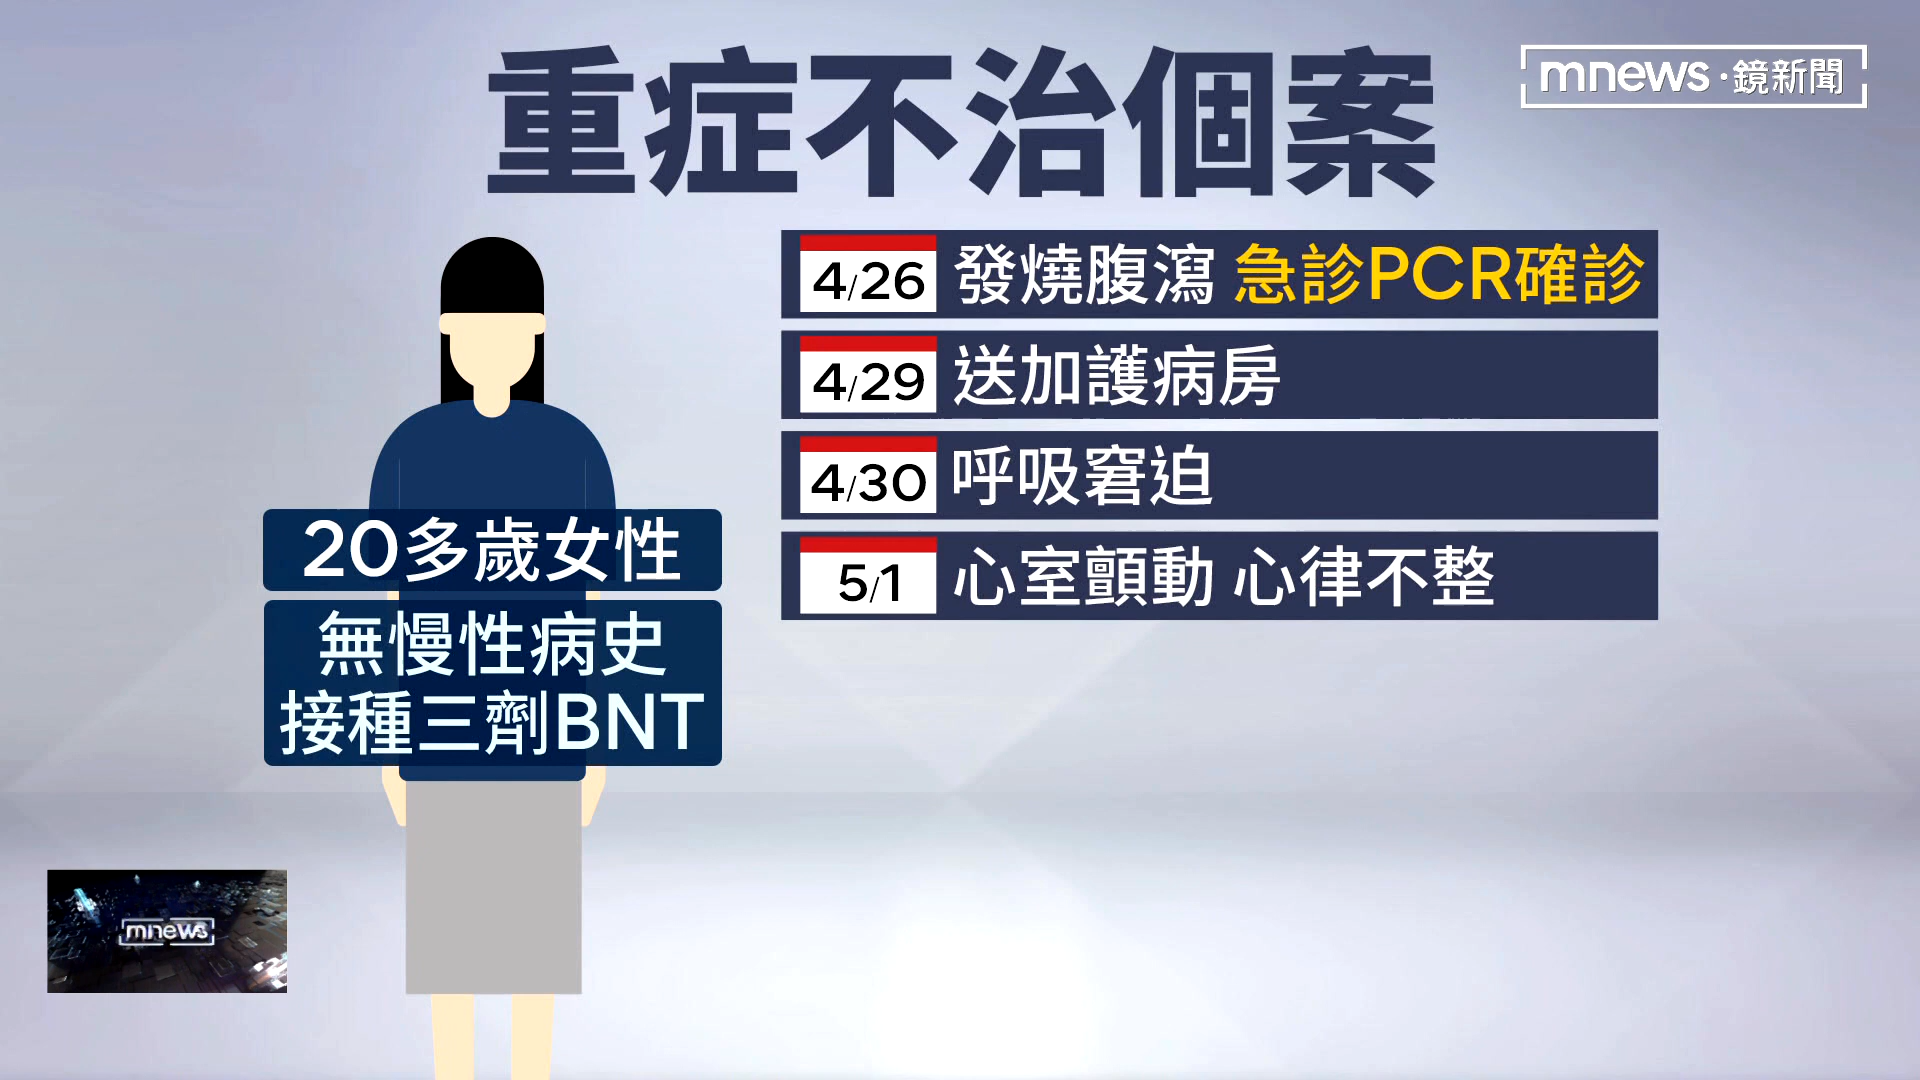 重症不治個案
mnews·鏡新聞
4/26 發燒腹瀉 急診PCR確診
4/29 送加護病房
4/30 呼吸窘迫
5/1 心室顫動 心律不整
20多歲女性
無慢性病史
接種三劑BNT
mnews